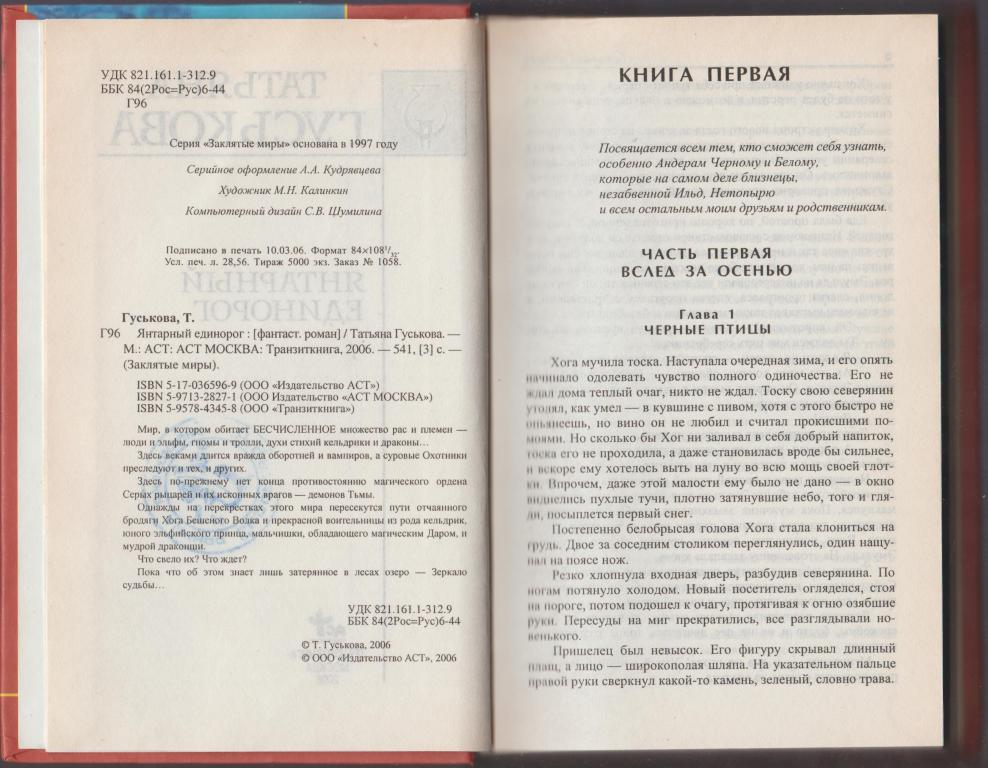 УДК 821.161.1-312.9
ББК 84(2Рос=Рус)6-44
Г96
Серия «Заклятые миры» основана в 1997 году
Серийное оформление А.А. Кудрявцева
Художник М.Н. Калинкин
Компьютерный дизайн С.В. Шумилина
Подписано в печать 10.03.06. Формат 84×108¹/₃₂.
Усл. печ. л. 28,56. Тираж 5000 экз. Заказ № 1058.
Гуськова, Т.
Г96 Янтарный единорог : [фантаст. роман] / Татьяна Гуськова. —
М.: АСТ: АСТ МОСКВА: Транзиткнига, 2006. — 541, [3] с. —
(Заклятые миры).
ISBN 5-17-036596-9 (ООО «Издательство АСТ»)
ISBN 5-9713-2827-1 (ООО Издательство «АСТ МОСКВА»)
ISBN 5-9578-4345-8 (ООО «Транзиткнига»)
Мир, в котором обитает БЕСЧИСЛЕННОЕ множество рас и племен —
люди и эльфы, гномы и тролли, духи стихий кельдрики и драконы...
Здесь веками длится вражда оборотней и вампиров, а суровые Охотники
преследуют и тех, и других.
Здесь по-прежнему нет конца противостоянию магического ордена
Серых рыцарей и их исконных врагов — демонов Тьмы.
Однажды на перекрестках этого мира пересекутся пути отчаянного
бродяги Хога Бешеного Волка и прекрасной воительницы из рода кельдрик,
юного эльфийского принца, мальчишки, обладающего магическим Даром, и
мудрой драконши.
Что свело их? Что ждет?
Пока что об этом знает лишь затерянное в лесах озеро — Зеркало
судьбы...
УДК 821.161.1-312.9
ББК 84(2Рос=Рус)6-44
© Т. Гуськова, 2006
© ООО «Издательство АСТ», 2006
КНИГА ПЕРВАЯ
Посвящается всем тем, кто сможет себя узнать,
особенно Андерам Черному и Белому,
которые на самом деле близнецы,
незабвенной Ильд, Нетопырю
и всем остальным моим друзьям и родственникам.
ЧАСТЬ ПЕРВАЯ
ВСЛЕД ЗА ОСЕНЬЮ
Глава 1
ЧЕРНЫЕ ПТИЦЫ
Хога мучила тоска. Наступала очередная зима, и его опять
начинало одолевать чувство полного одиночества. Его не
ждал дома теплый очаг, никто не ждал. Тоску свою северянин
утолял, как умел — в кувшине с пивом, хотя с этого быстро не
опьянеешь, но вино он не любил и считал прокисшими по-
моями. Но сколько бы Хог ни заливал в себя добрый напиток,
тоска его не проходила, а даже становилась вроде бы сильнее,
и вскоре ему хотелось выть на луну во всю мощь своей глот-
ки. Впрочем, даже этой малости ему было не дано — в окно
виднелись пухлые тучи, плотно затянувшие небо, того и гля-
ди, посыплется первый снег.
Постепенно белобрысая голова Хога стала клониться на
грудь. Двое за соседним столиком переглянулись, один нащу-
пал на поясе нож.
Резко хлопнула входная дверь, разбудив северянина. По
ногам потянуло холодом. Новый посетитель огляделся, стоя
на пороге, потом подошел к очагу, протягивая к огню озябшие
руки. Пересуды на миг прекратились, все разглядывали но-
венького.
Пришелец был невысок. Его фигуру скрывал длинный
плащ, а лицо — широкополая шляпа. На указательном пальце
правой руки сверкнул какой-то камень, зеленый, словно трава.